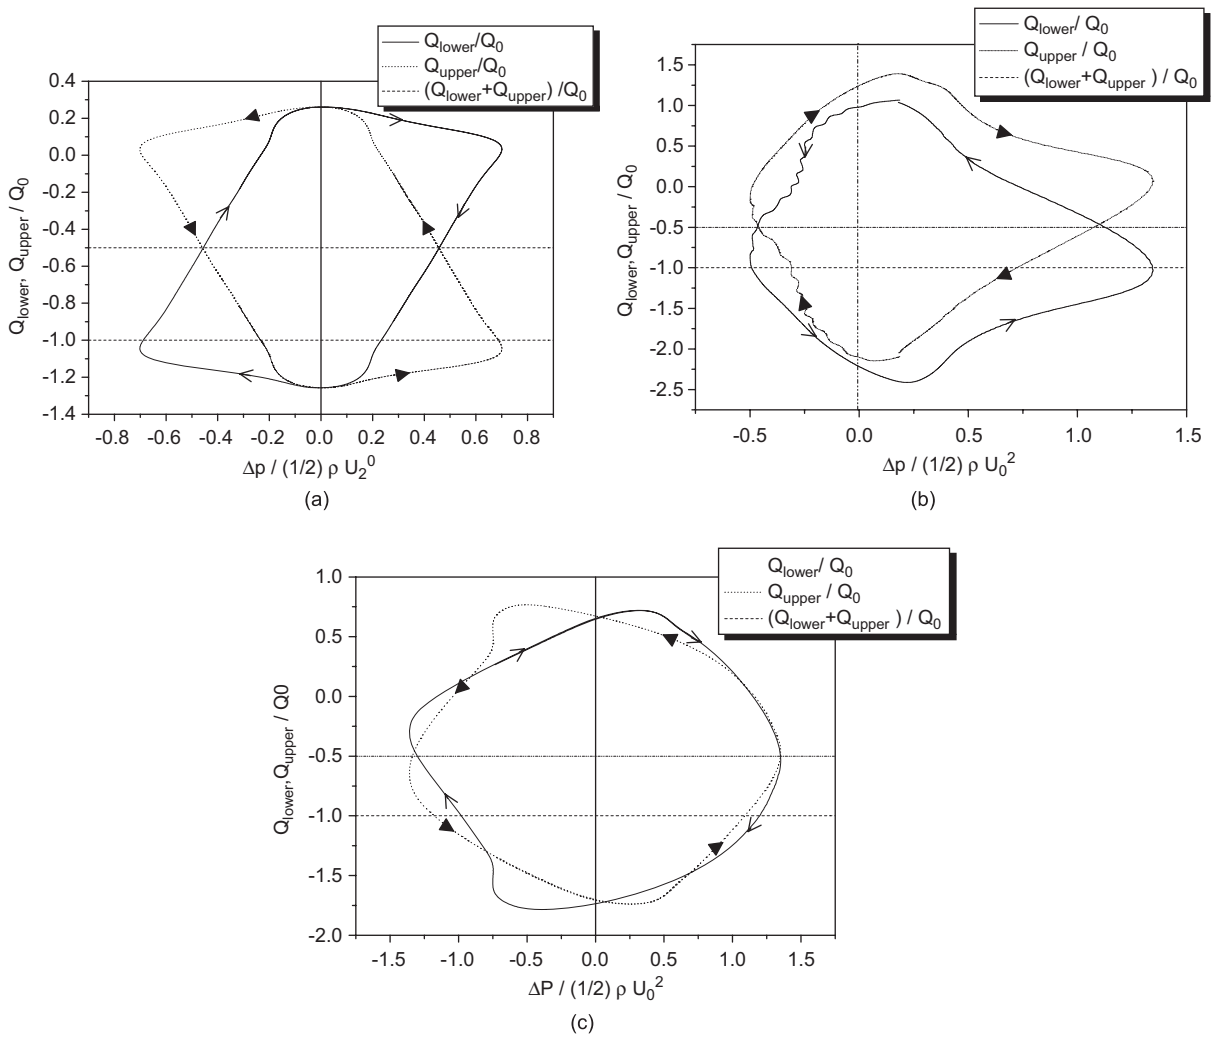 Q_lower/Q_0
Q_upper/Q_0
(Q_lower+Q_upper) /Q_0
0.4
0.2
0.0
-1.2
-0.4
-0.6
-0.8
-1.0
-1.2
-1.4
Q_lower, Q_upper / Q_0
-0.8 -0.6 -0.4 -0.2 0.0 0.2 0.4 0.6 0.8
Δp / (1/2) ρ U_2^0
(a)
Q_lower/ Q_0
Q_upper / Q_0
(Q_lower+Q_upper ) / Q_0
1.5
1.0
0.5
0.0
-0.5
-1.0
-1.5
-2.0
-2.5
Q_lower,Q_upper / Q_0
-0.5 0.0 0.5 1.0 1.5
Δp / (1/2) ρ U_0^2
(b)
Q_lower/ Q_0
Q_upper / Q_0
(Q_lower+Q_upper ) / Q_0
1.0
0.5
0.0
-0.5
-1.0
-1.5
-2.0
Q_lower,Q_upper / Q0
-1.5 -1.0 -0.5 0.0 0.5 1.0 1.5
ΔP / (1/2) ρ U_0^2
(c)